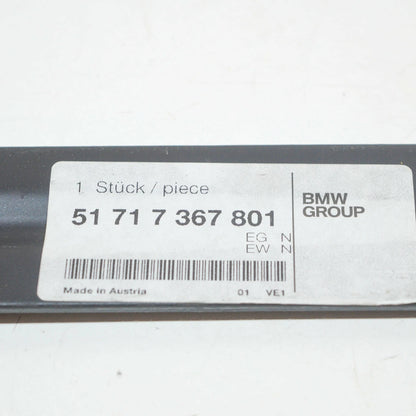 1 Stück / piece
51 71 7 367 801
EG N
EW N
BMW
GROUP
Made in Austria 01 VE1